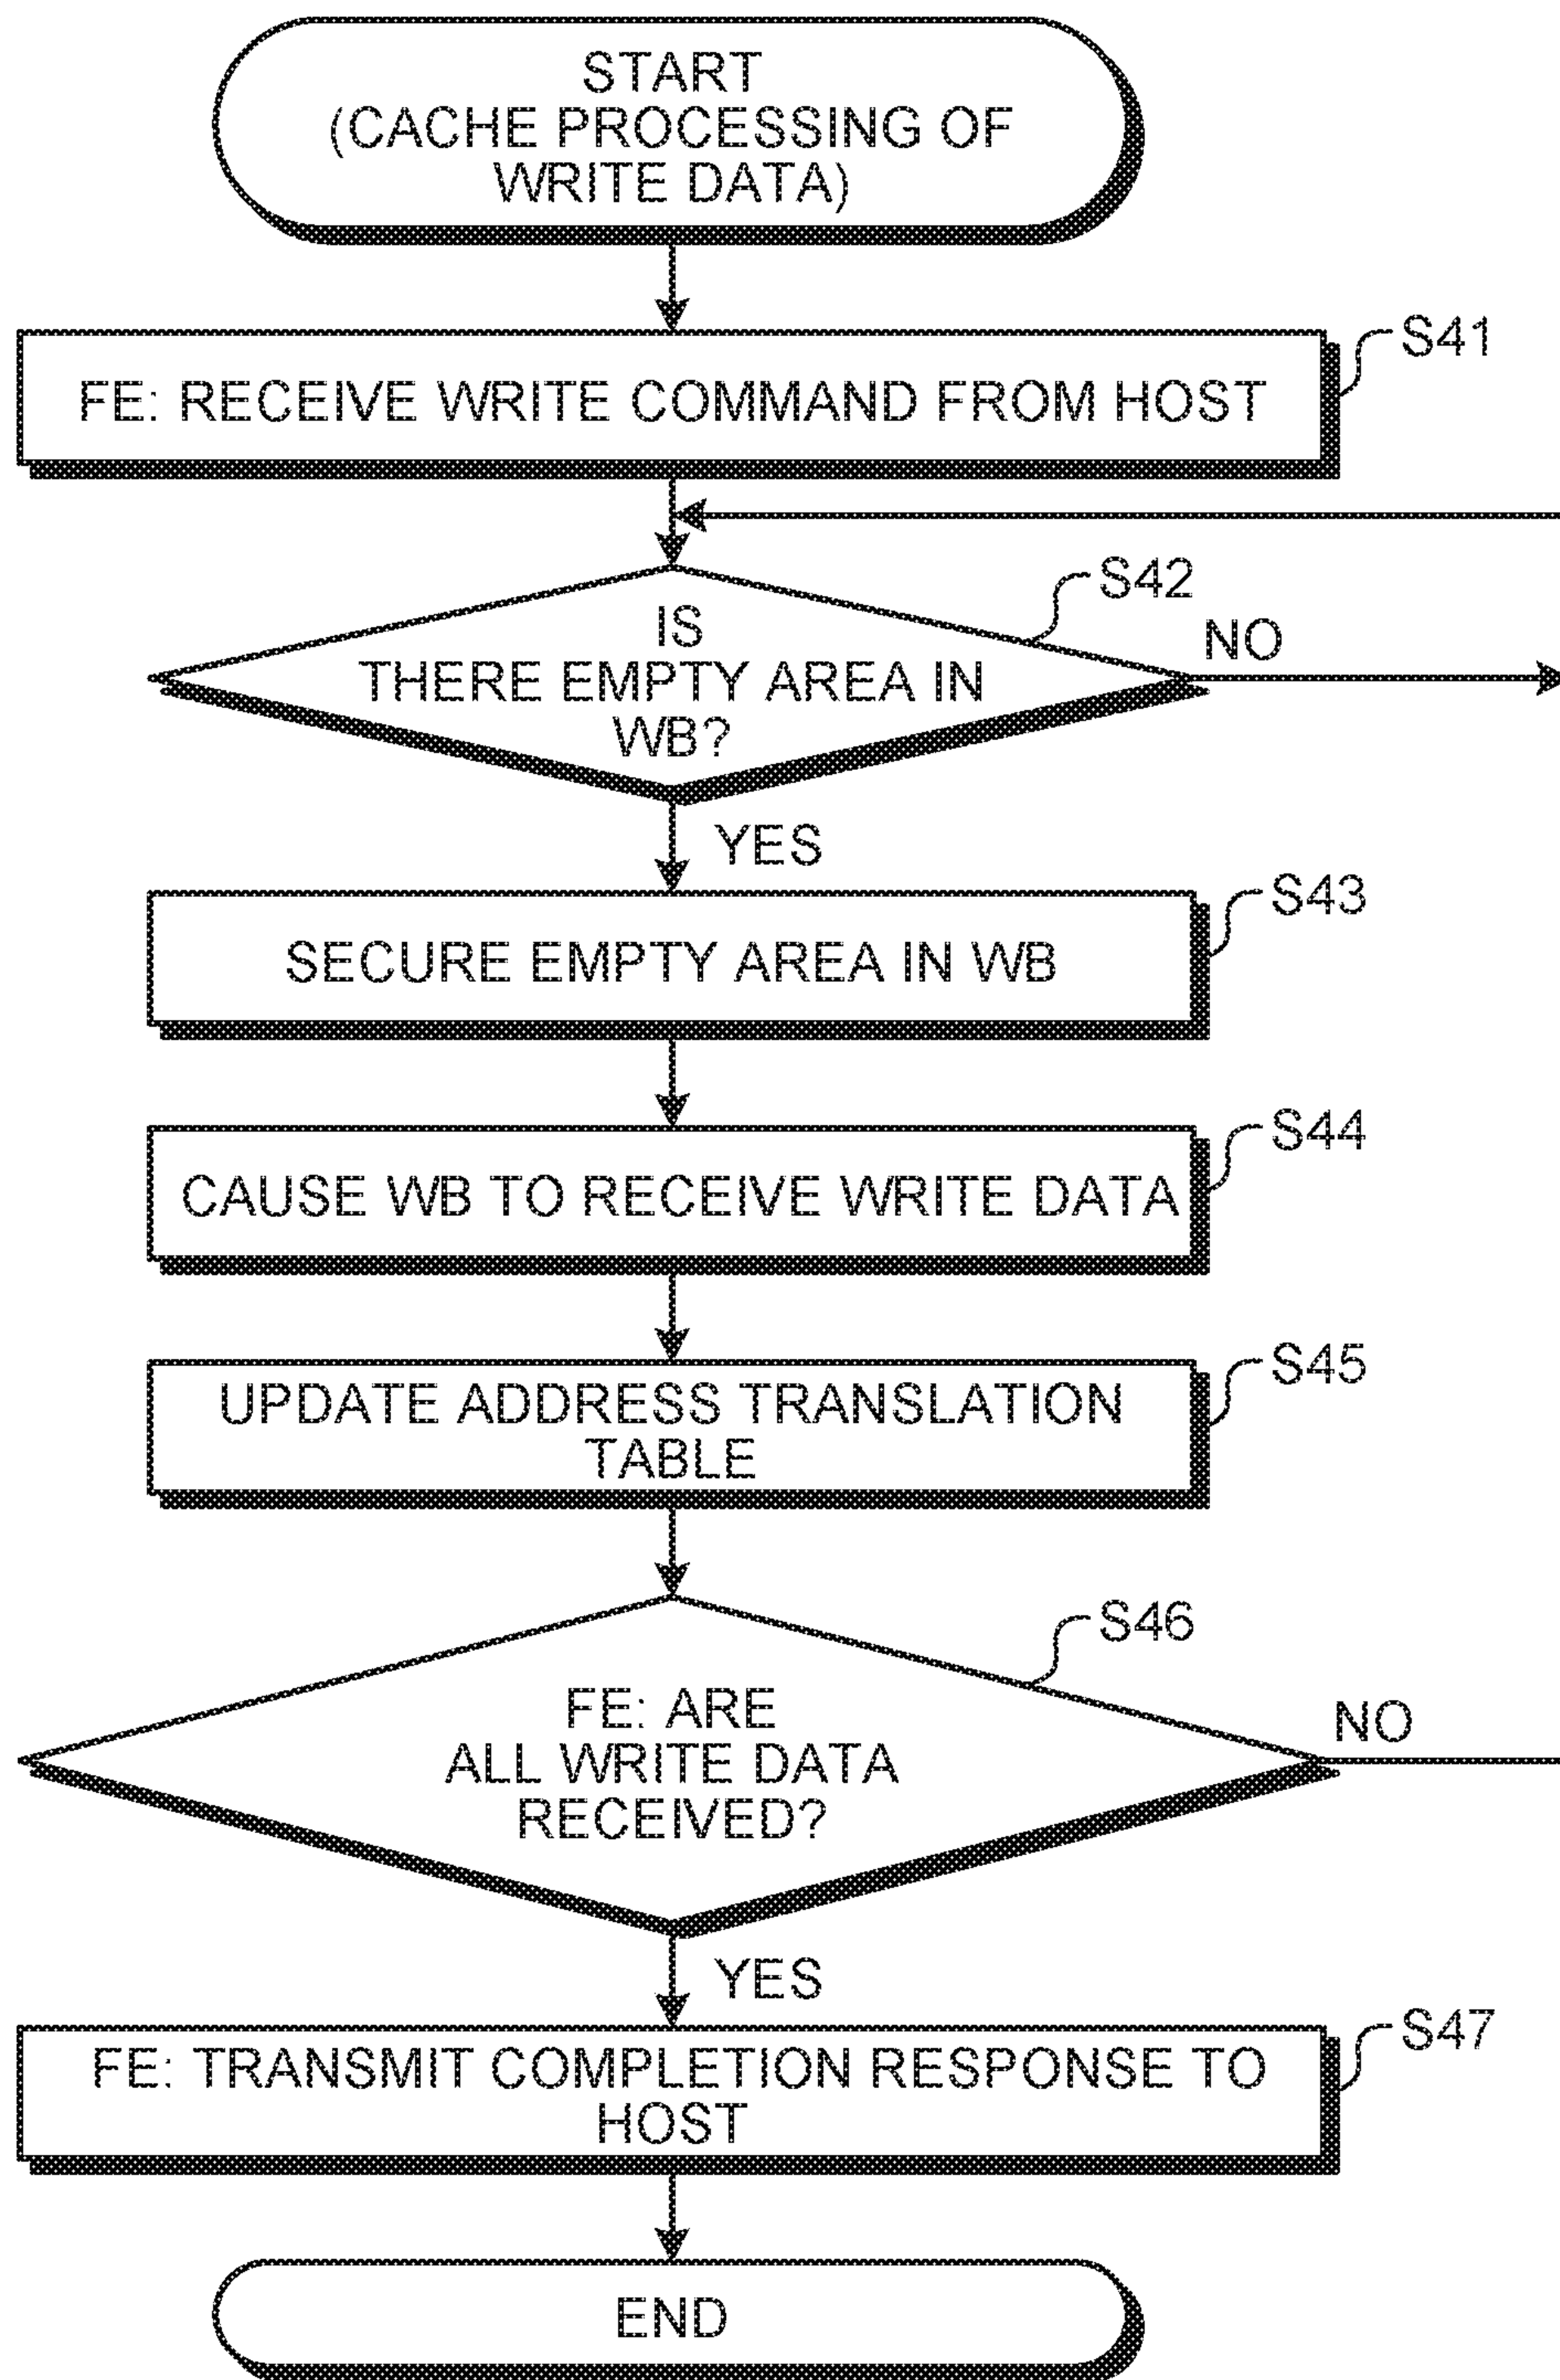 START
(CACHE PROCESSING OF
WRITE DATA)
S41
FE: RECEIVE WRITE COMMAND FROM HOST
S42
IS
THERE EMPTY AREA IN
WB?
NO
YES
S43
SECURE EMPTY AREA IN WB
S44
CAUSE WB TO RECEIVE WRITE DATA
S45
UPDATE ADDRESS TRANSLATION
TABLE
S46
FE: ARE
ALL WRITE DATA
RECEIVED?
NO
YES
S47
FE: TRANSMIT COMPLETION RESPONSE TO
HOST
END